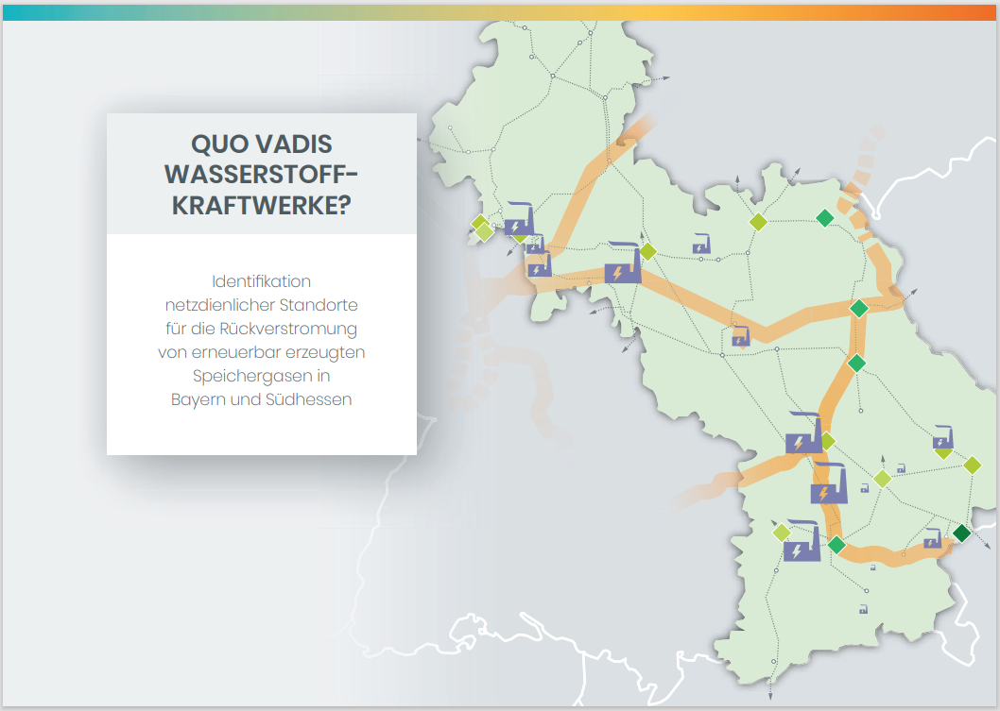 QUO VADIS
WASSERSTOFF-
KRAFTWERKE?
Identifikation
netzdienlicher Standorte
für die Rückverstromung
von erneuerbar erzeugten
Speichergasen in
Bayern und Südhessen